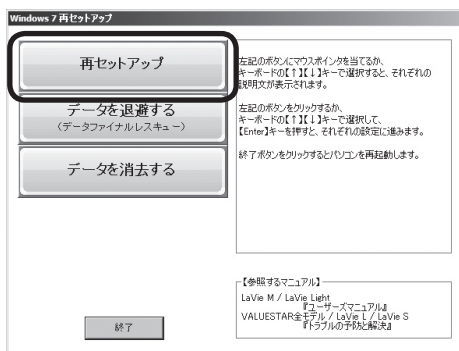 Windows 7 再セットアップ
再セットアップ
データを退避する
（データファイナルレスキュー）
データを消去する
終了
左記のボタンにマウスポインタを当てるか、
キーボードの【↑】【↓】キーで選択すると、それぞれの
説明文が表示されます。
左記のボタンをクリックするか、
キーボードの【↑】【↓】キーで選択して、
【Enter】キーを押すと、それぞれの設定に進みます。
終了ボタンをクリックするとパソコンを再起動します。
【参照するマニュアル】
LaVie M / LaVie Light
『ユーザーズマニュアル』
VALUESTAR全モデル / LaVie L / LaVie S
『トラブルの予防と解決』